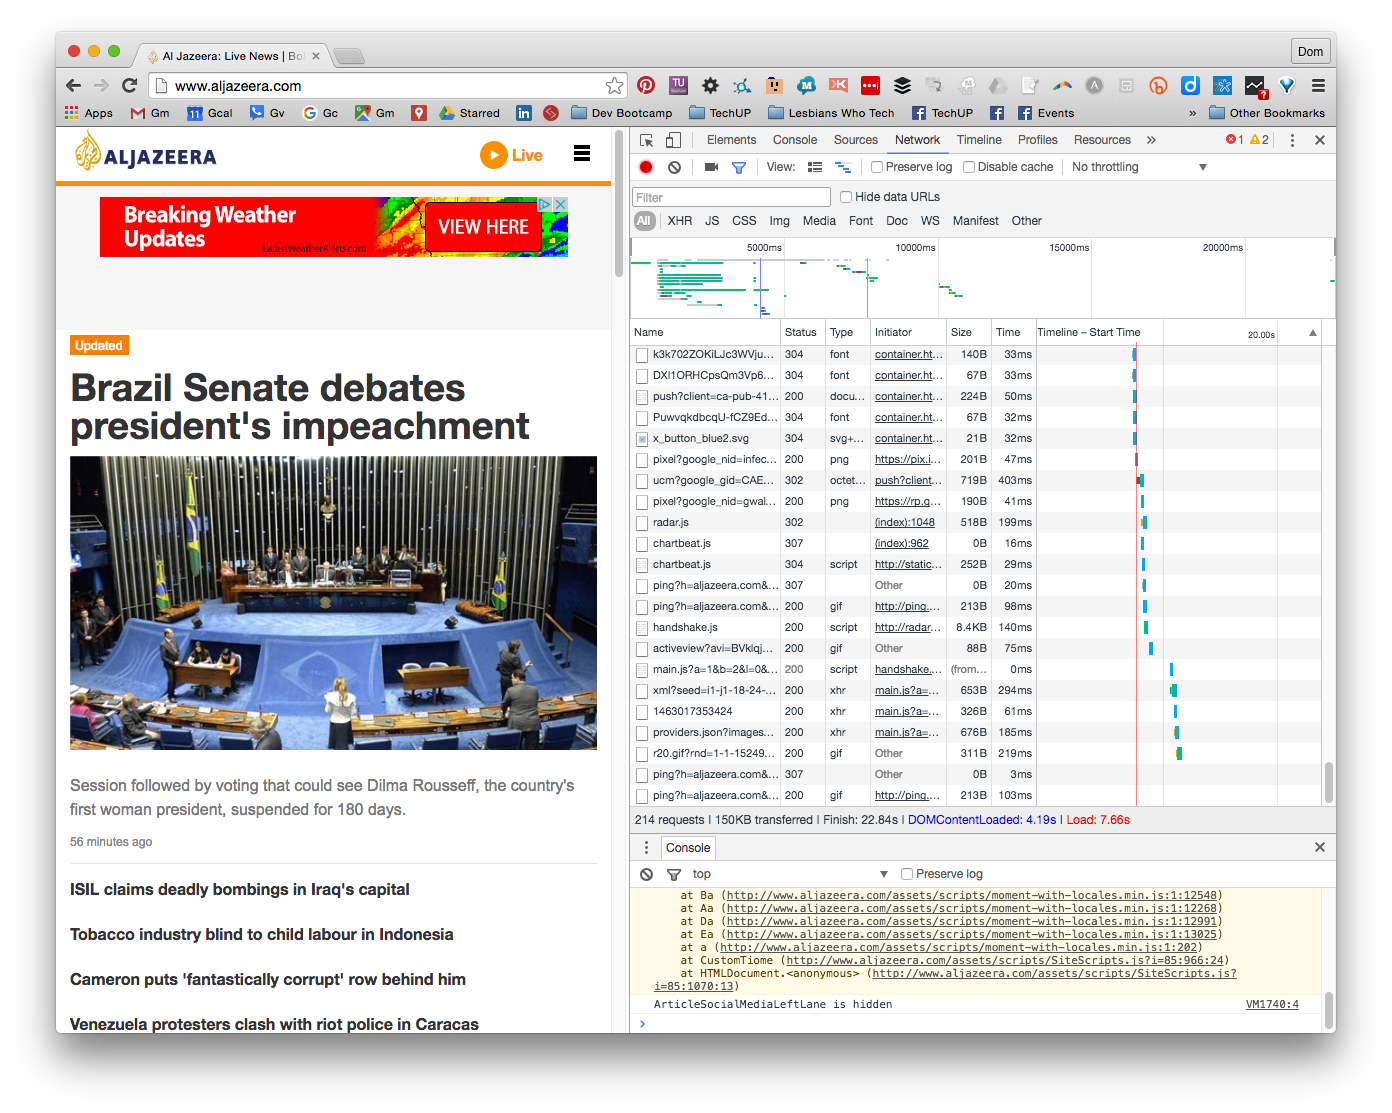 Al Jazeera: Live News | Bol
Dom
www.aljazeera.com
Apps Gm 11 Gcal Gv Gc Gm Starred Dev Bootcamp TechUP Lesbians Who Tech TechUP Events » Other Bookmarks
ALJAZEERA Live
Breaking Weather
Updates
LatestWeatherAlerts.com
VIEW HERE
Updated
Brazil Senate debates
president's impeachment
Session followed by voting that could see Dilma Rousseff, the country's
first woman president, suspended for 180 days.
56 minutes ago
ISIL claims deadly bombings in Iraq's capital
Tobacco industry blind to child labour in Indonesia
Cameron puts 'fantastically corrupt' row behind him
Venezuela protesters clash with riot police in Caracas
Elements Console Sources Network Timeline Profiles Resources » 1 2
View: Preserve log Disable cache No throttling
Filter Hide data URLs
All XHR JS CSS Img Media Font Doc WS Manifest Other
5000ms 10000ms 15000ms 20000ms
Name Status Type Initiator Size Time Timeline – Start Time 20.00s
k3k702ZOKiLJc3WVju... 304 font container.ht... 140B 33ms
DXI1ORHCpsQm3Vp6... 304 font container.ht... 67B 33ms
push?client=ca-pub-41... 200 docu... container.ht... 224B 50ms
PuwvqkdbcqU-fCZ9Ed... 304 font container.ht... 67B 32ms
x_button_blue2.svg 304 svg+... container.ht... 21B 32ms
pixel?google_nid=infec... 200 png https://pix.i... 201B 47ms
ucm?google_gid=CAE... 302 octet... push?client... 719B 403ms
pixel?google_nid=gwal... 200 png https://rp.g... 190B 41ms
radar.js 302 (index):1048 518B 199ms
chartbeat.js 307 (index):962 0B 16ms
chartbeat.js 304 script http://static... 252B 29ms
ping?h=aljazeera.com&... 307 Other 0B 20ms
ping?h=aljazeera.com&... 200 gif http://ping.... 213B 98ms
handshake.js 200 script http://radar... 8.4KB 140ms
activeview?avi=BVklqj... 200 gif Other 88B 75ms
main.js?a=1&b=2&l=0&... 200 script handshake.... (from... 0ms
xml?seed=i1-j1-18-24-... 200 xhr main.js?a=... 653B 294ms
1463017353424 200 xhr main.js?a=... 326B 61ms
providers.json?images... 200 xhr main.js?a=... 676B 185ms
r20.gif?rnd=1-1-15249... 200 gif Other 311B 219ms
ping?h=aljazeera.com&... 307 Other 0B 3ms
ping?h=aljazeera.com&... 200 gif http://ping.... 213B 103ms
214 requests | 150KB transferred | Finish: 22.84s | DOMContentLoaded: 4.19s | Load: 7.66s
Console
top Preserve log
at Ba (http://www.aljazeera.com/assets/scripts/moment-with-locales.min.js:1:12548)
at Aa (http://www.aljazeera.com/assets/scripts/moment-with-locales.min.js:1:12268)
at Da (http://www.aljazeera.com/assets/scripts/moment-with-locales.min.js:1:12991)
at Ea (http://www.aljazeera.com/assets/scripts/moment-with-locales.min.js:1:13025)
at a (http://www.aljazeera.com/assets/scripts/moment-with-locales.min.js:1:202)
at CustomTiome (http://www.aljazeera.com/assets/scripts/SiteScripts.js?i=85:966:24)
at HTMLDocument.<anonymous> (http://www.aljazeera.com/assets/scripts/SiteScripts.js?
i=85:1070:13)
ArticleSocialMediaLeftLane is hidden VM1740:4